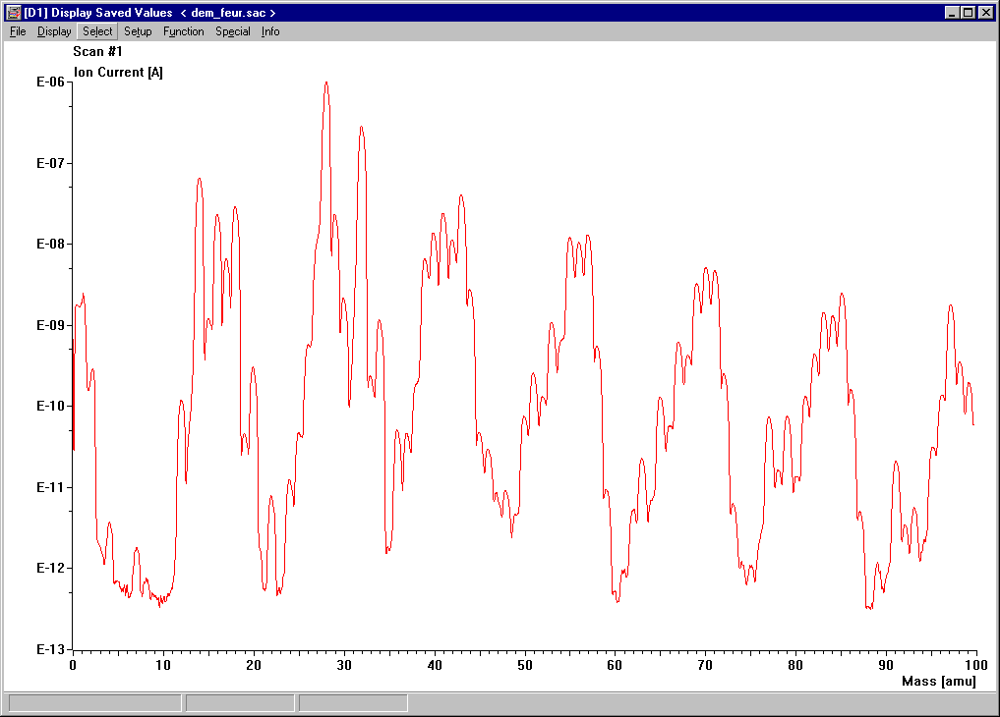 [D1] Display Saved Values < dem_feur.sac >
File Display Select Setup Function Special Info
Scan #1
Ion Current [A]
E-06
E-07
E-08
E-09
E-10
E-11
E-12
E-13
0 10 20 30 40 50 60 70 80 90 100
Mass [amu]